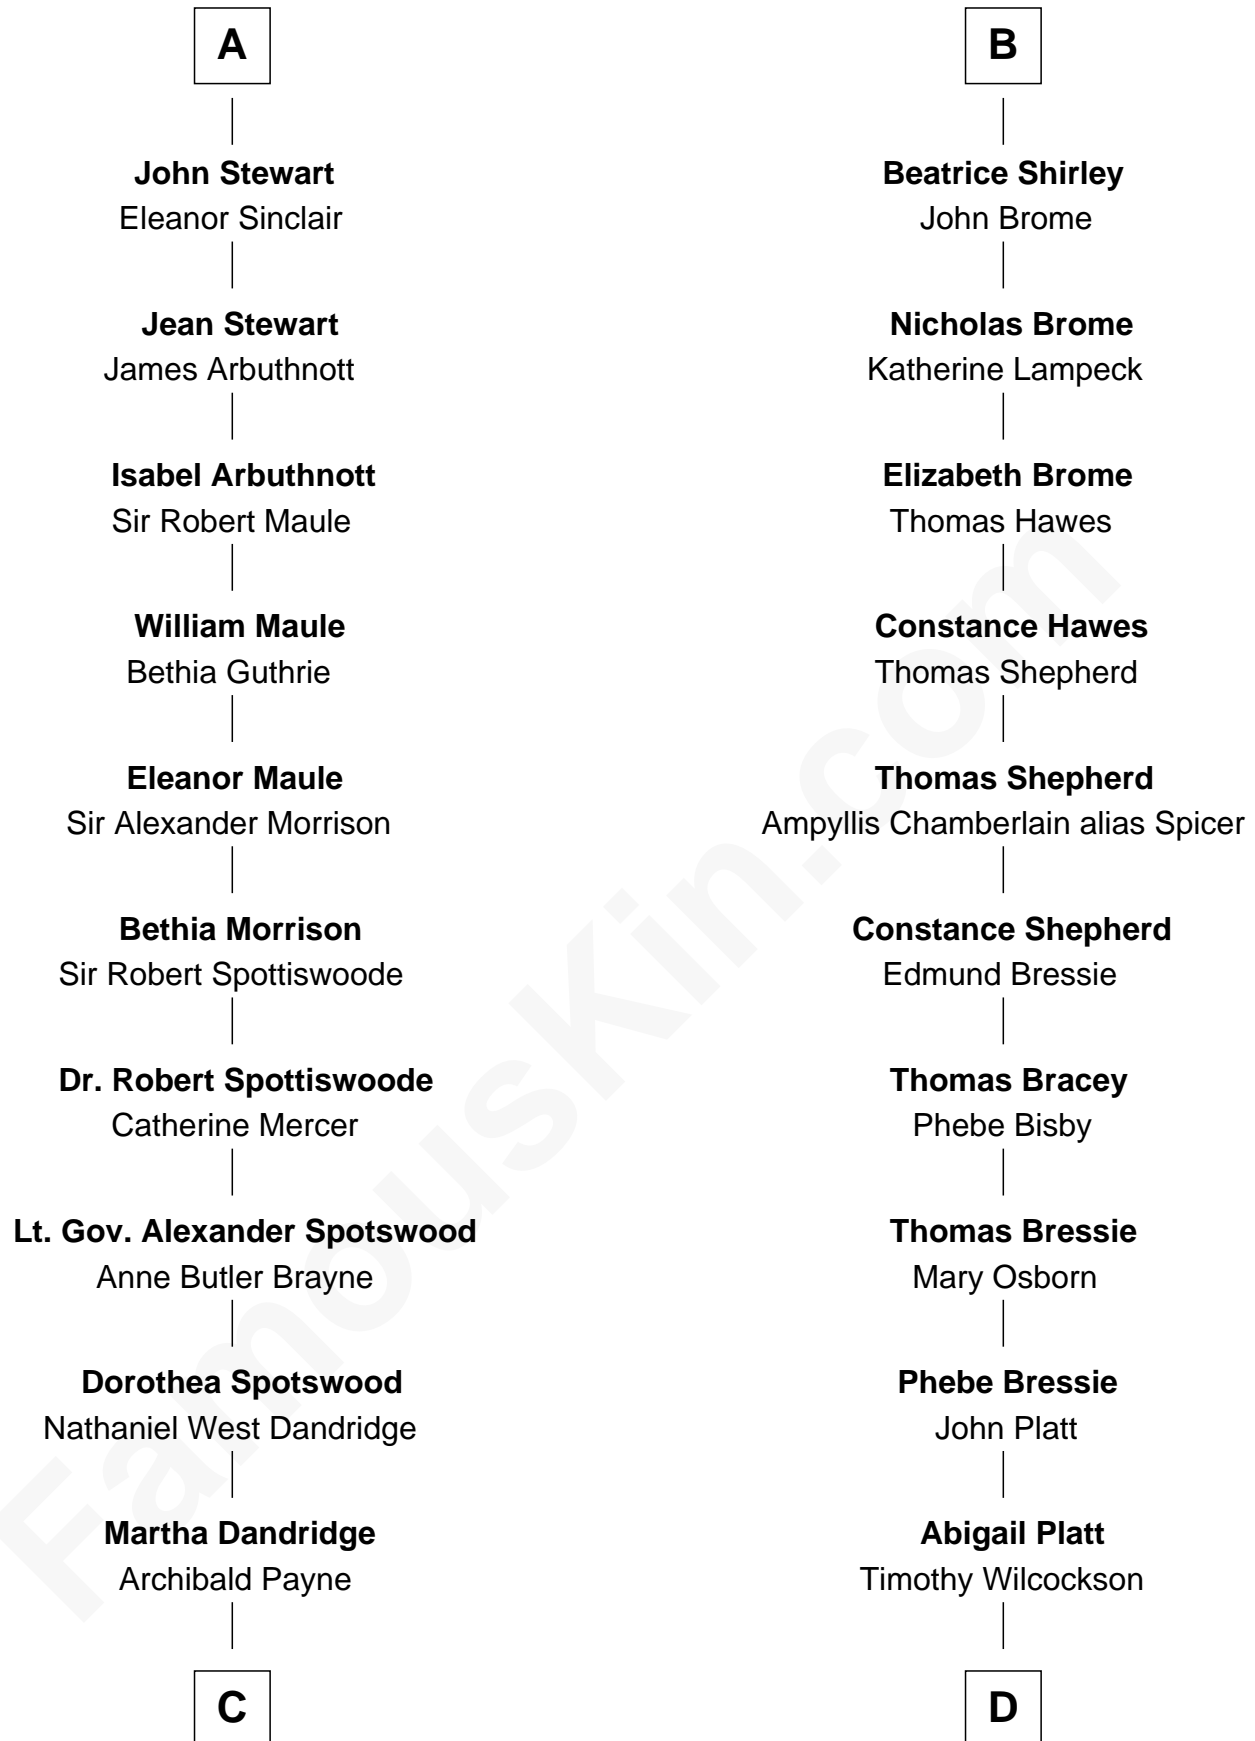 A
John Stewart
Eleanor Sinclair
Jean Stewart
James Arbuthnott
Isabel Arbuthnott
Sir Robert Maule
William Maule
Bethia Guthrie
Eleanor Maule
Sir Alexander Morrison
Bethia Morrison
Sir Robert Spottiswoode
Dr. Robert Spottiswoode
Catherine Mercer
Lt. Gov. Alexander Spotswood
Anne Butler Brayne
Dorothea Spotswood
Nathaniel West Dandridge
Martha Dandridge
Archibald Payne
C
B
Beatrice Shirley
John Brome
Nicholas Brome
Katherine Lampeck
Elizabeth Brome
Thomas Hawes
Constance Hawes
Thomas Shepherd
Thomas Shepherd
Ampyllis Chamberlain alias Spicer
Constance Shepherd
Edmund Bressie
Thomas Bracey
Phebe Bisby
Thomas Bressie
Mary Osborn
Phebe Bressie
John Platt
Abigail Platt
Timothy Wilcockson
D
FamousKin.com